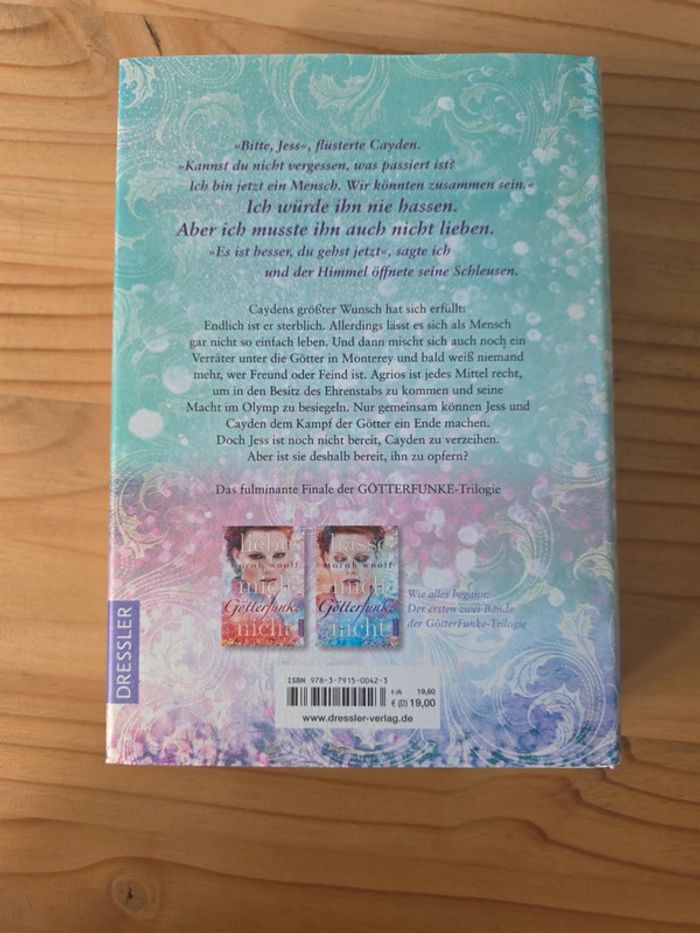 »Bitte, Jess«, flüsterte Cayden.
»Kannst du nicht vergessen, was passiert ist?
Ich bin jetzt ein Mensch. Wir könnten zusammen sein.«
Ich würde ihn nie hassen.
Aber ich musste ihn auch nicht lieben.
»Es ist besser, du gehst jetzt«, sagte ich
und der Himmel öffnete seine Schleusen.
Caydens größter Wunsch hat sich erfüllt:
Endlich ist er sterblich. Allerdings lässt es sich als Mensch
gar nicht so einfach leben. Und dann mischt sich auch noch ein
Verräter unter die Götter in Monterey und bald weiß niemand
mehr, wer Freund oder Feind ist. Agrios ist jedes Mittel recht,
um in den Besitz des Ehrenstabs zu kommen und seine
Macht im Olymp zu besiegeln. Nur gemeinsam können Jess und
Cayden dem Kampf der Götter ein Ende machen.
Doch Jess ist noch nicht bereit, Cayden zu verzeihen.
Aber ist sie deshalb bereit, ihn zu opfern?
Das fulminante Finale der GÖTTERFUNKE-Trilogie
liebe
marah woolf
mich
Götterfunke
nicht
hasse
marah woolf
mich
Götterfunke
nicht
Wie alles begann:
Der ersten zwei Bände
der GötterFunke-Trilogie
DRESSLER
ISBN 978-3-7915-0042-3
€ (A) 19,60
€ (D) 19,00
www.dressler-verlag.de